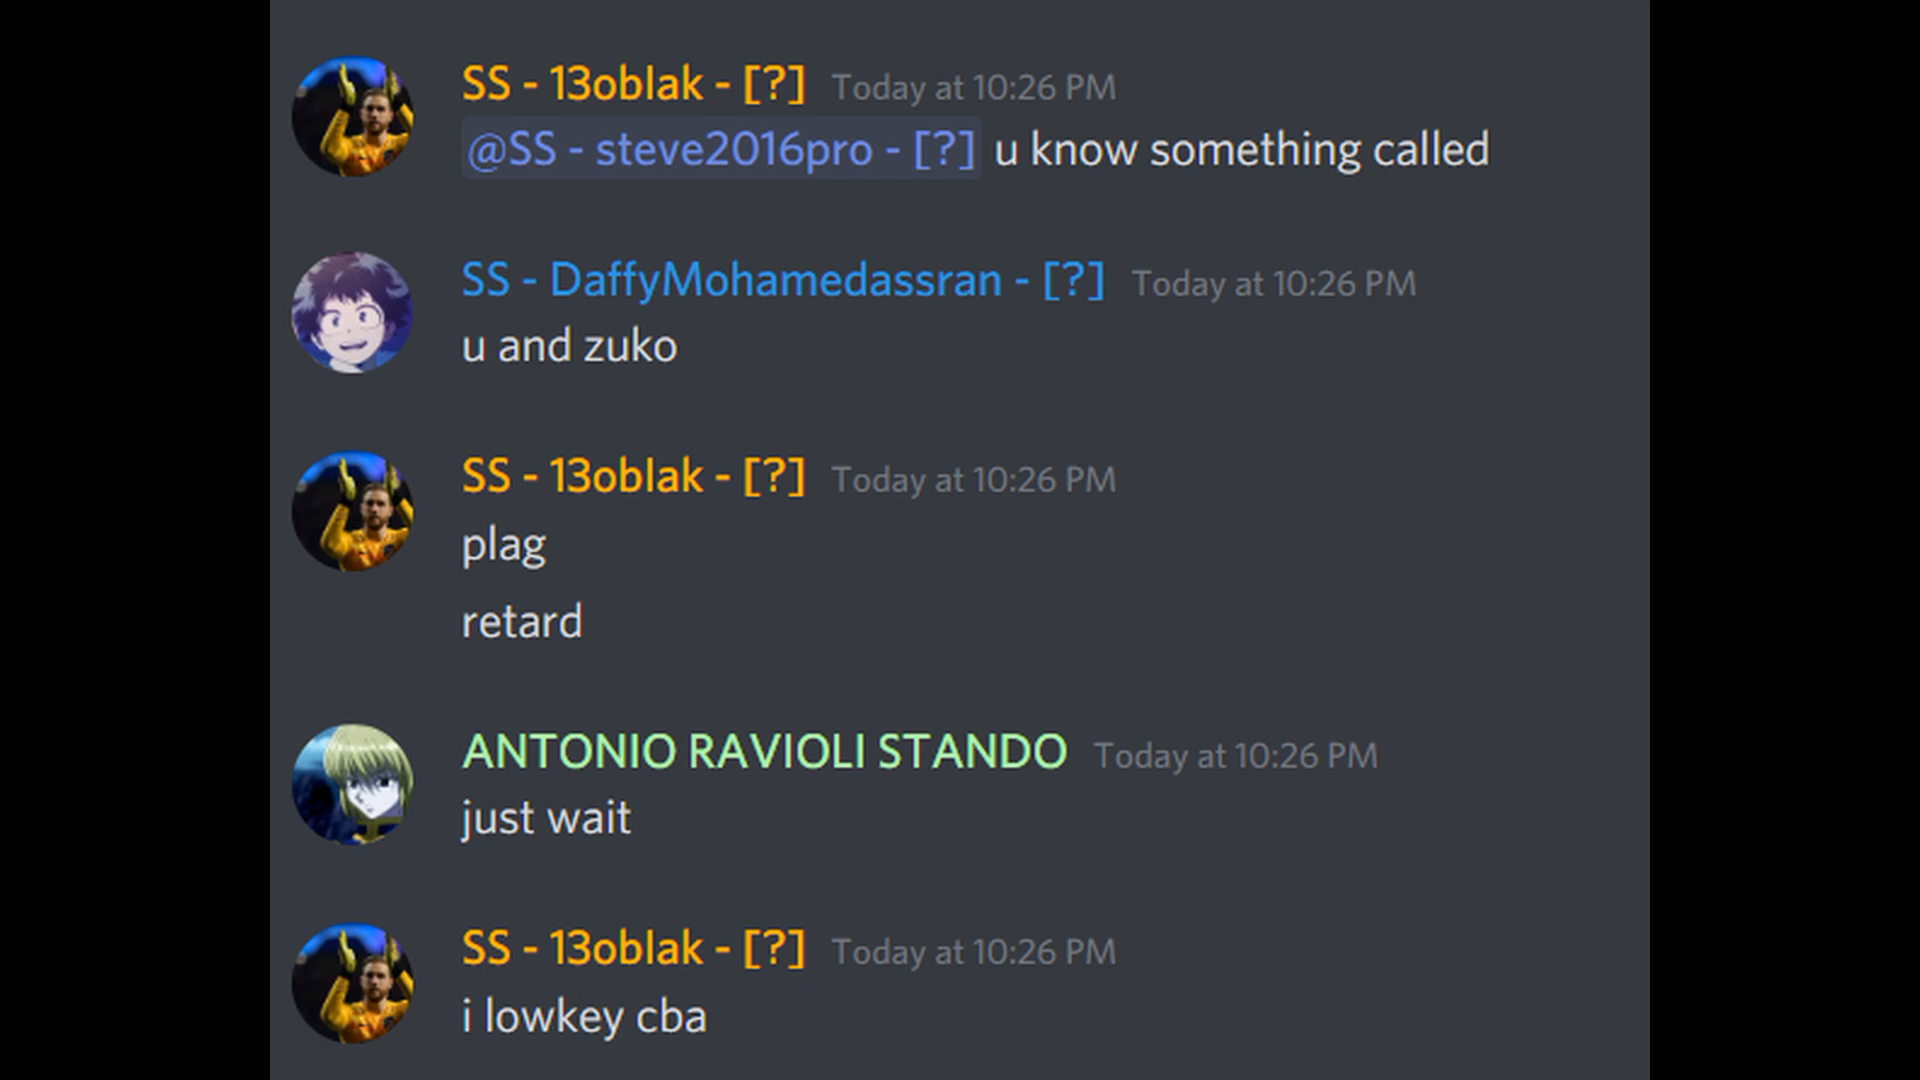 SS - 13oblak - [?] Today at 10:26 PM
@SS - steve2016pro - [?] u know something called
SS - DaffyMohamedassran - [?] Today at 10:26 PM
u and zuko
SS - 13oblak - [?] Today at 10:26 PM
plag
retard
ANTONIO RAVIOLI STANDO Today at 10:26 PM
just wait
SS - 13oblak - [?] Today at 10:26 PM
i lowkey cba